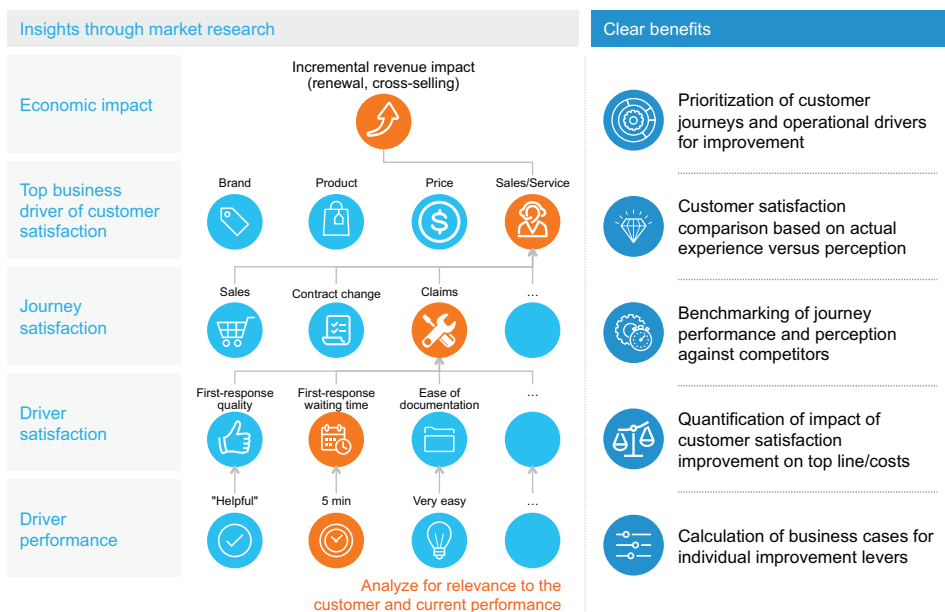 Insights through market research
Clear benefits
Economic impact
Incremental revenue impact
(renewal, cross-selling)
Top business
driver of customer
satisfaction
Brand
Product
Price
Sales/Service
$
Journey
satisfaction
Sales
Contract change
Claims
...
Driver
satisfaction
First-response
quality
First-response
waiting time
Ease of
documentation
...
Driver
performance
"Helpful"
5 min
Very easy
...
Analyze for relevance to the
customer and current performance
Prioritization of customer
journeys and operational drivers
for improvement
Customer satisfaction
comparison based on actual
experience versus perception
Benchmarking of journey
performance and perception
against competitors
Quantification of impact of
customer satisfaction
improvement on top line/costs
Calculation of business cases for
individual improvement levers